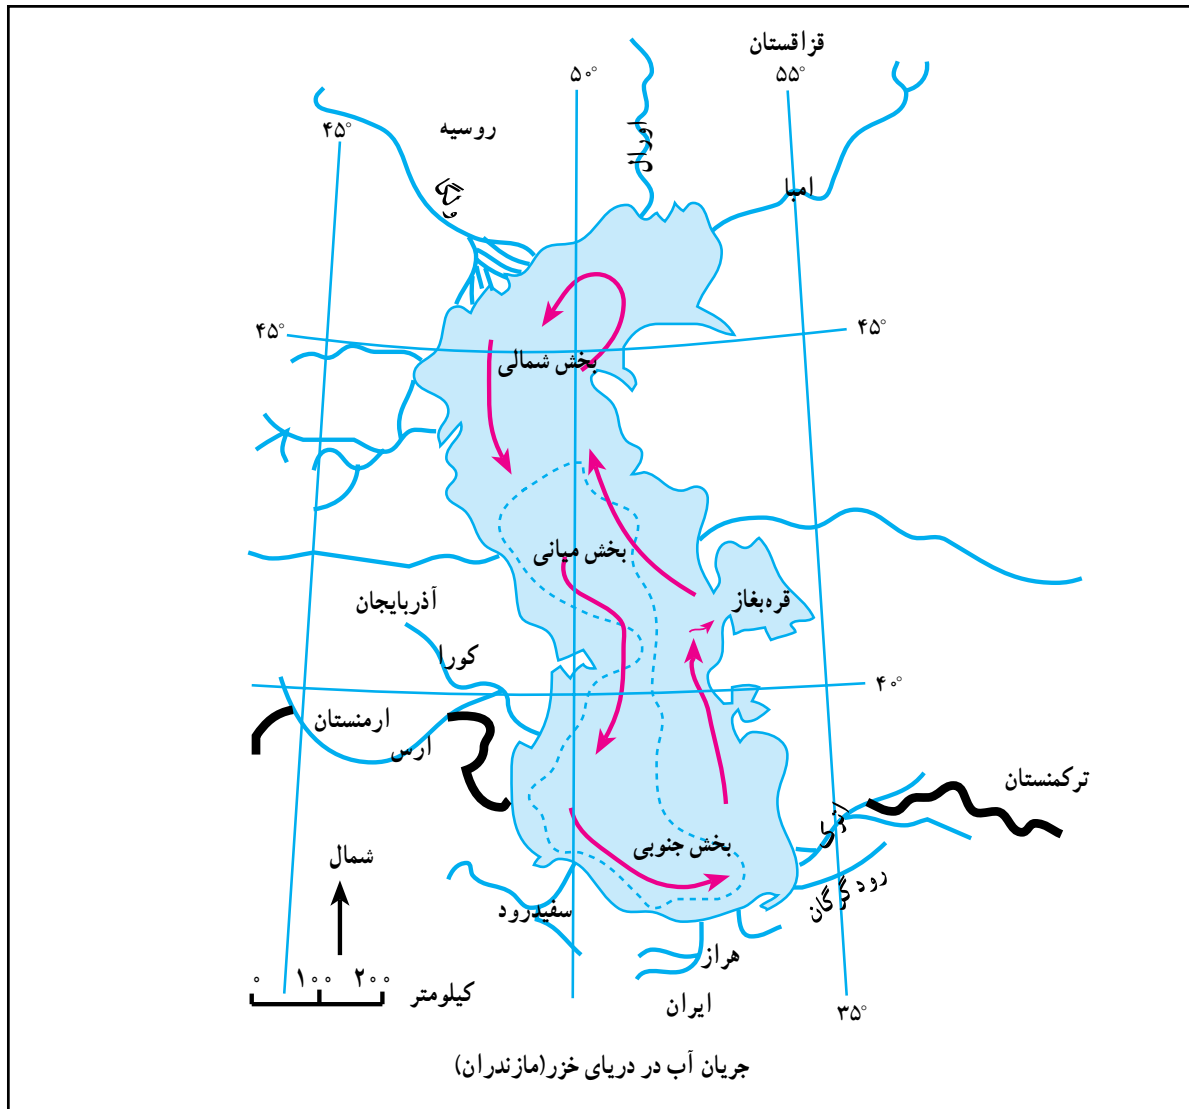 قزاقستان
۵۰°
۵۵°
روسیه
۴۵°
اورال
ولگا
امبا
۴۵°
۴۵°
بخش شمالی
بخش میانی
قره‌بغاز
آذربایجان
کورا
۴۰°
ارمنستان
ارس
ترکمنستان
اترک
بخش جنوبی
شمال
رود گرگان
سفیدرود
هراز
۰ ۱۰۰ ۲۰۰
کیلومتر
ایران
۳۵°
جریان آب در دریای خزر(مازندران)